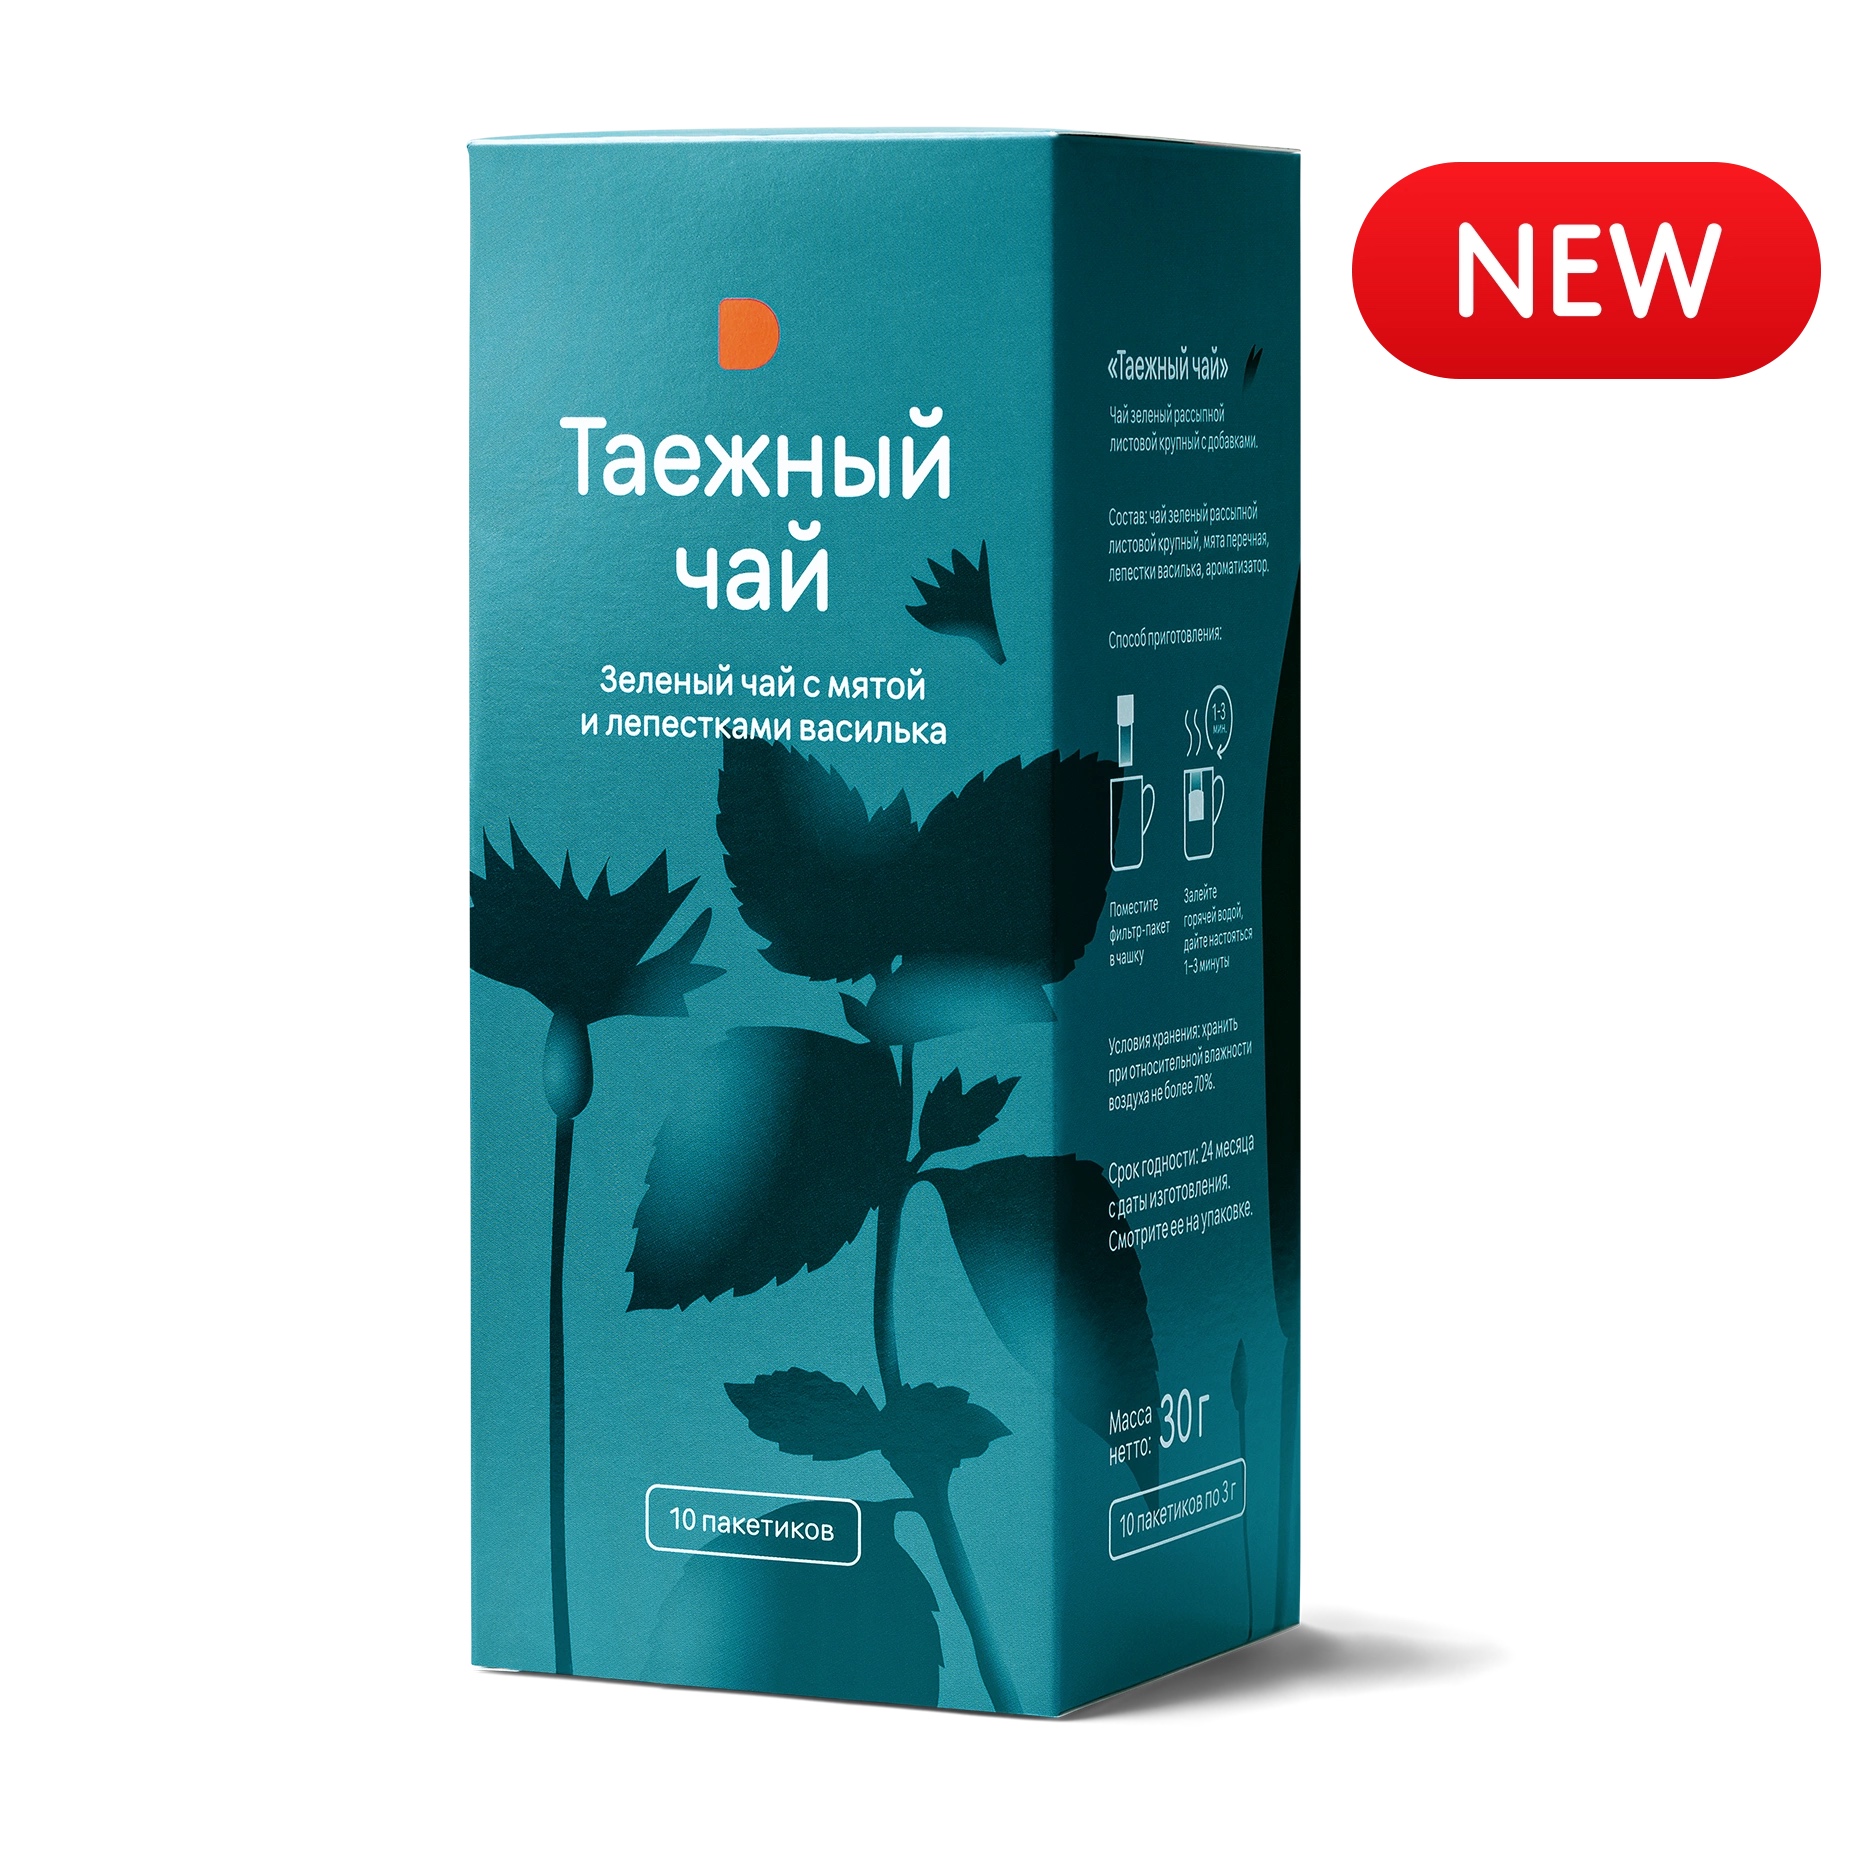 NEW
Таежный
чай
Зеленый чай с мятой
и лепестками василька
10 пакетиков
«Таежный чай»
Чай зеленый рассыпной
листовой крупный с добавками.
Состав: чай зеленый рассыпной
листовой крупный, мята перечная,
лепестки василька, ароматизатор.
Способ приготовления:
1-3
мин.
Поместите
фильтр-пакет
в чашку
Залейте
горячей водой,
дайте настояться
1–3 минуты
Условия хранения: хранить
при относительной влажности
воздуха не более 70%.
Срок годности: 24 месяца
с даты изготовления.
Смотрите ее на упаковке.
Масса
нетто: 30 г
10 пакетиков по 3 г